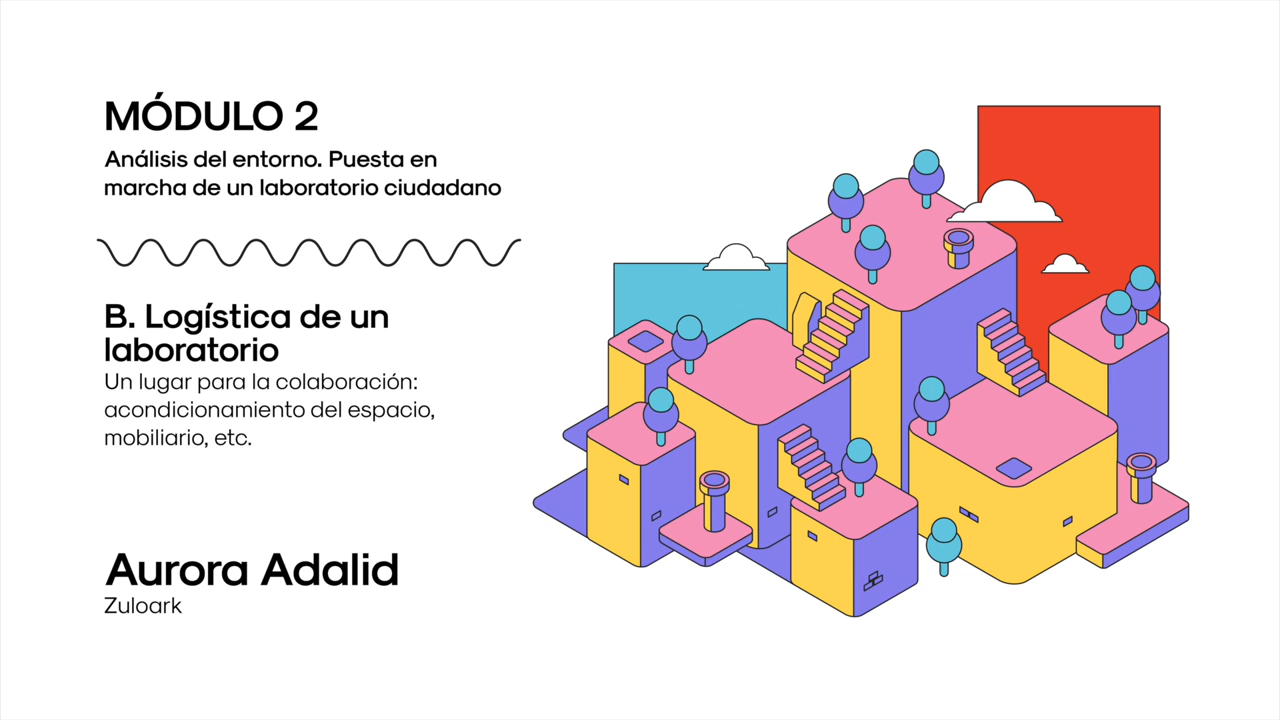 MÓDULO 2
Análisis del entorno. Puesta en
marcha de un laboratorio ciudadano
B. Logística de un
laboratorio
Un lugar para la colaboración:
acondicionamiento del espacio,
mobiliario, etc.
Aurora Adalid
Zuloark